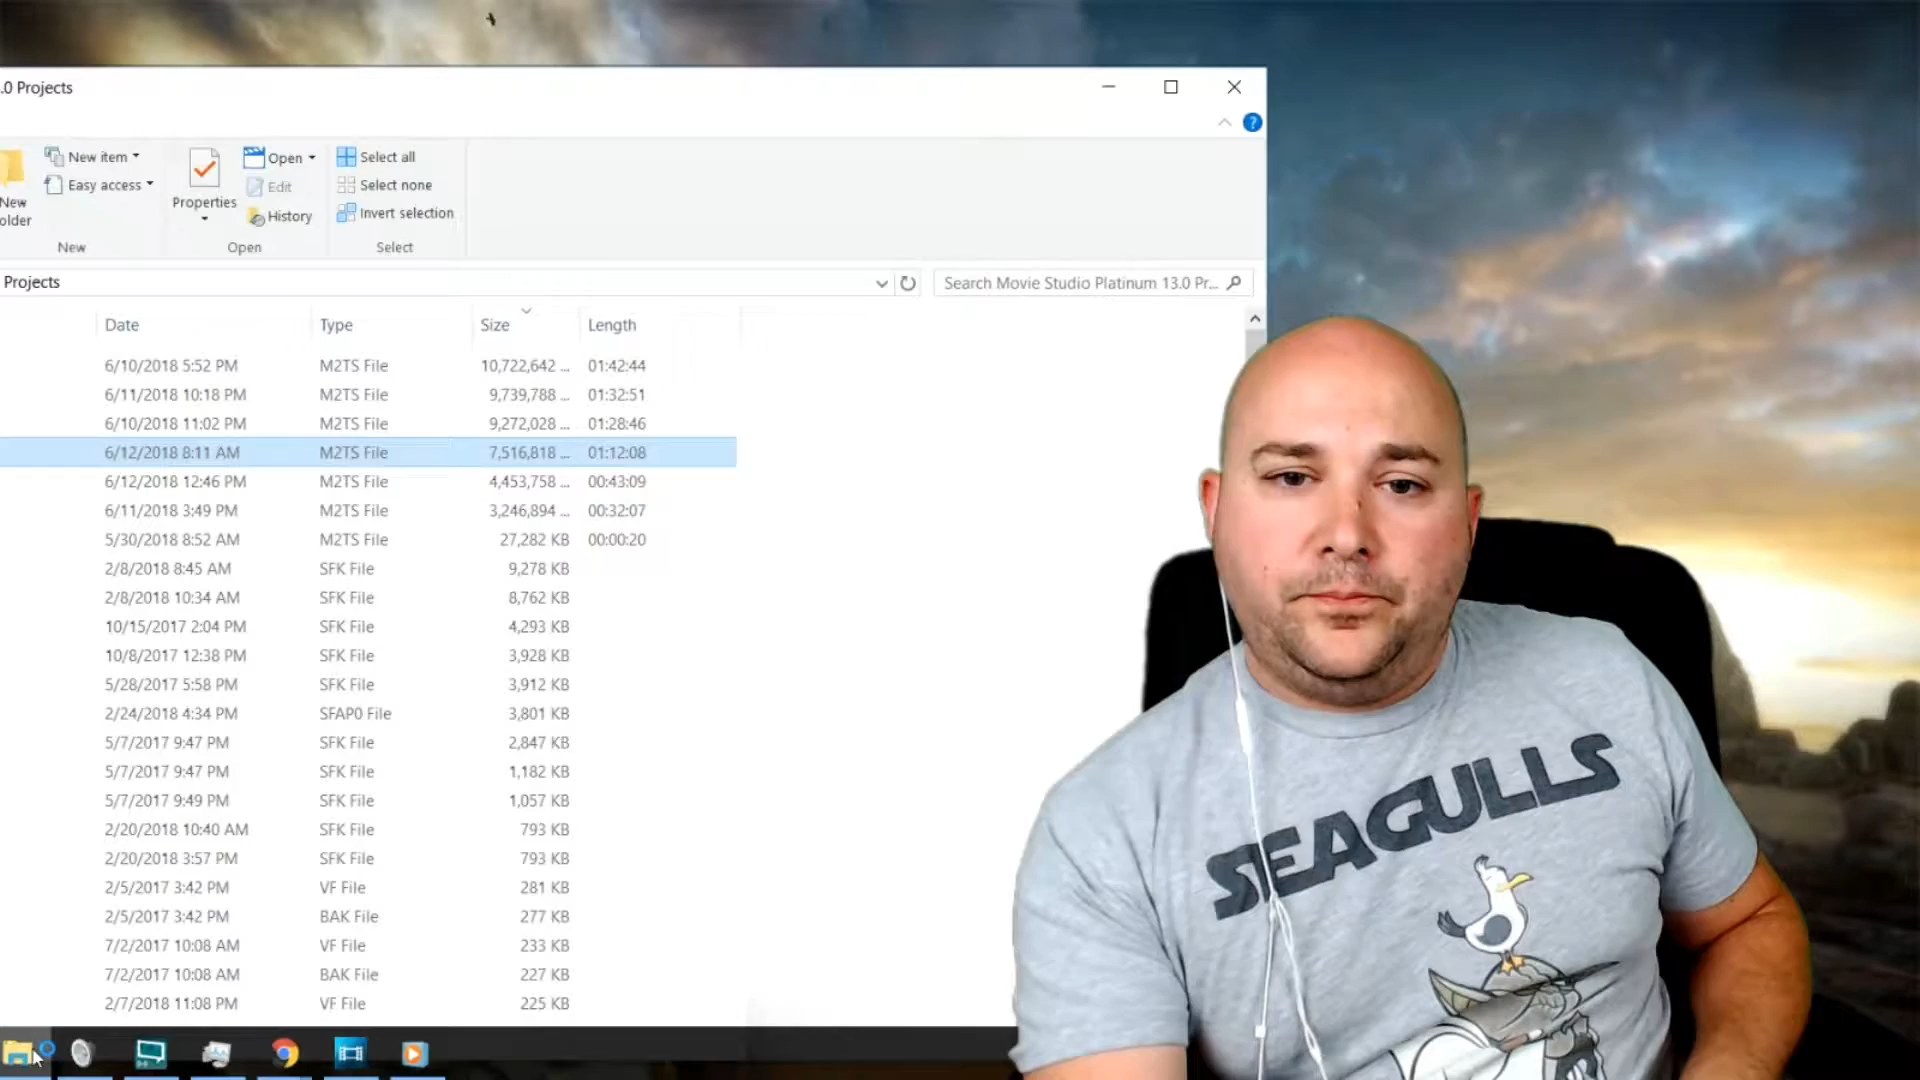 .0 Projects
?
New item
Easy access
New
older
Properties
Open
Edit
History
Select all
Select none
Invert selection
New
Open
Select
Projects
Search Movie Studio Platinum 13.0 Pr...
Date Type Size Length
6/10/2018 5:52 PM M2TS File 10,722,642 ... 01:42:44
6/11/2018 10:18 PM M2TS File 9,739,788 ... 01:32:51
6/10/2018 11:02 PM M2TS File 9,272,028 ... 01:28:46
6/12/2018 8:11 AM M2TS File 7,516,818 ... 01:12:08
6/12/2018 12:46 PM M2TS File 4,453,758 ... 00:43:09
6/11/2018 3:49 PM M2TS File 3,246,894 ... 00:32:07
5/30/2018 8:52 AM M2TS File 27,282 KB 00:00:20
2/8/2018 8:45 AM SFK File 9,278 KB
2/8/2018 10:34 AM SFK File 8,762 KB
10/15/2017 2:04 PM SFK File 4,293 KB
10/8/2017 12:38 PM SFK File 3,928 KB
5/28/2017 5:58 PM SFK File 3,912 KB
2/24/2018 4:34 PM SFAP0 File 3,801 KB
5/7/2017 9:47 PM SFK File 2,847 KB
5/7/2017 9:47 PM SFK File 1,182 KB
5/7/2017 9:49 PM SFK File 1,057 KB
2/20/2018 10:40 AM SFK File 793 KB
2/20/2018 3:57 PM SFK File 793 KB
2/5/2017 3:42 PM VF File 281 KB
2/5/2017 3:42 PM BAK File 277 KB
7/2/2017 10:08 AM VF File 233 KB
7/2/2017 10:08 AM BAK File 227 KB
2/7/2018 11:08 PM VF File 225 KB
SEAGULLS